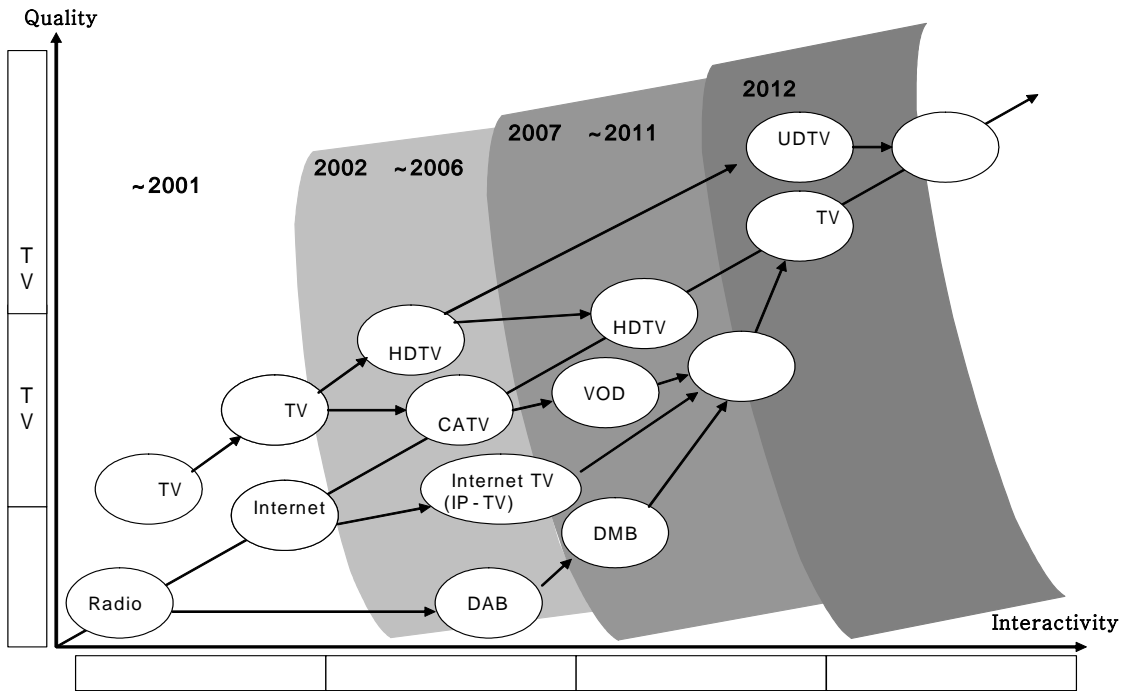 Quality
2012
UDTV
2007 ~2011
2002 ~2006
~2001
TV
T
V
HDTV
HDTV
T
V
TV
CATV
VOD
TV
Internet TV
(IP-TV)
Internet
DMB
Radio
DAB
Interactivity